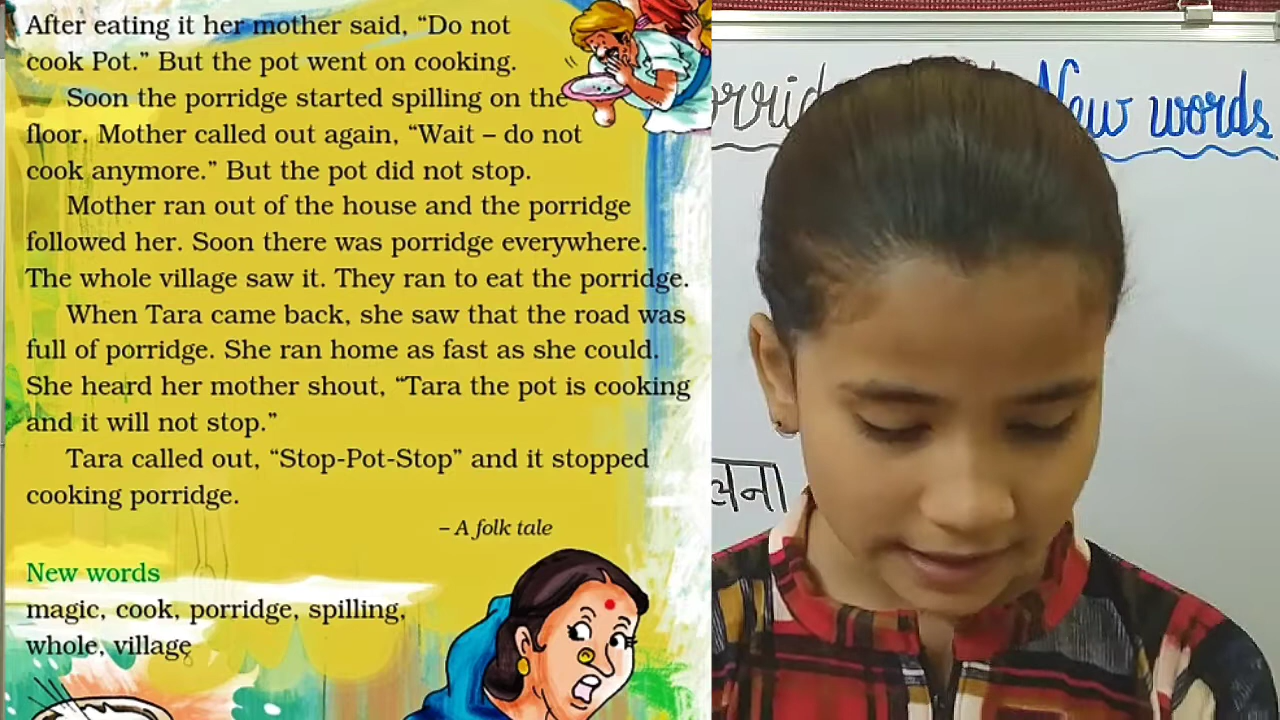 After eating it her mother said, “Do not
cook Pot.” But the pot went on cooking.
Soon the porridge started spilling on the
floor. Mother called out again, “Wait – do not
cook anymore.” But the pot did not stop.
Mother ran out of the house and the porridge
followed her. Soon there was porridge everywhere.
The whole village saw it. They ran to eat the porridge.
When Tara came back, she saw that the road was
full of porridge. She ran home as fast as she could.
She heard her mother shout, “Tara the pot is cooking
and it will not stop.”
Tara called out, “Stop-Pot-Stop” and it stopped
cooking porridge.
– A folk tale
New words
magic, cook, porridge, spilling,
whole, village
New words